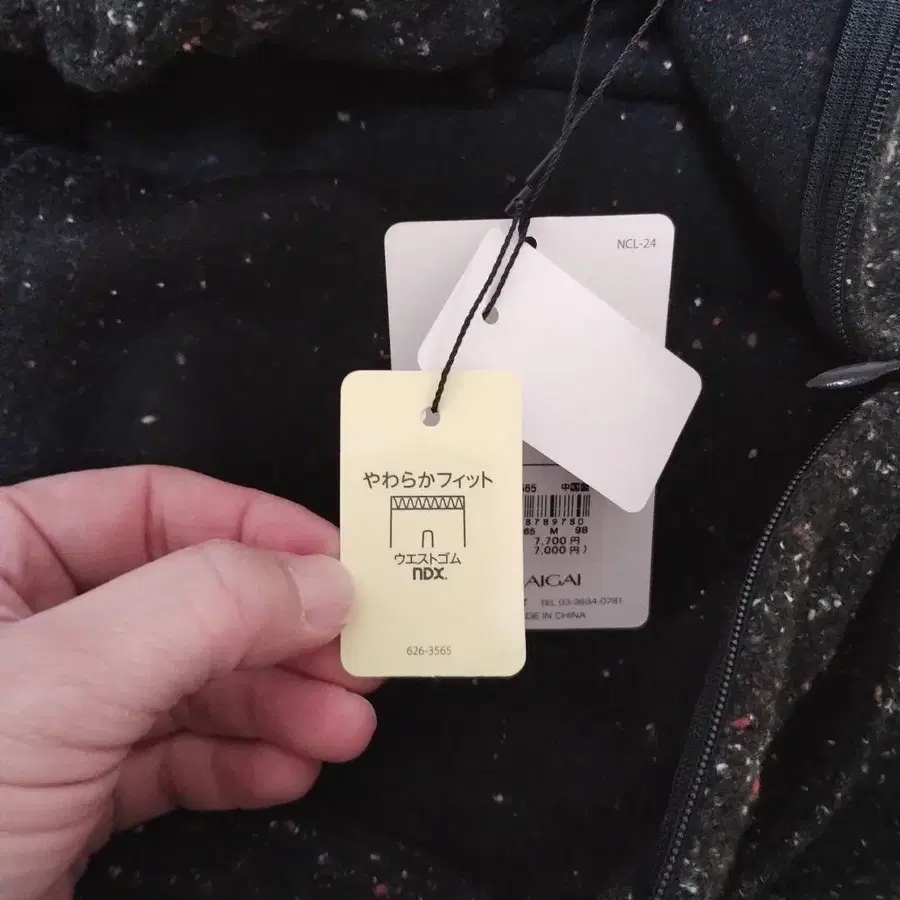 NCL-24
やわらかフィット
ウエストゴム
NDX.
626-3565
565 中国製
8789780
65 M 98
7,700円
7,000円)
AIGAI
TEL 03-3634-0781
DE IN CHINA